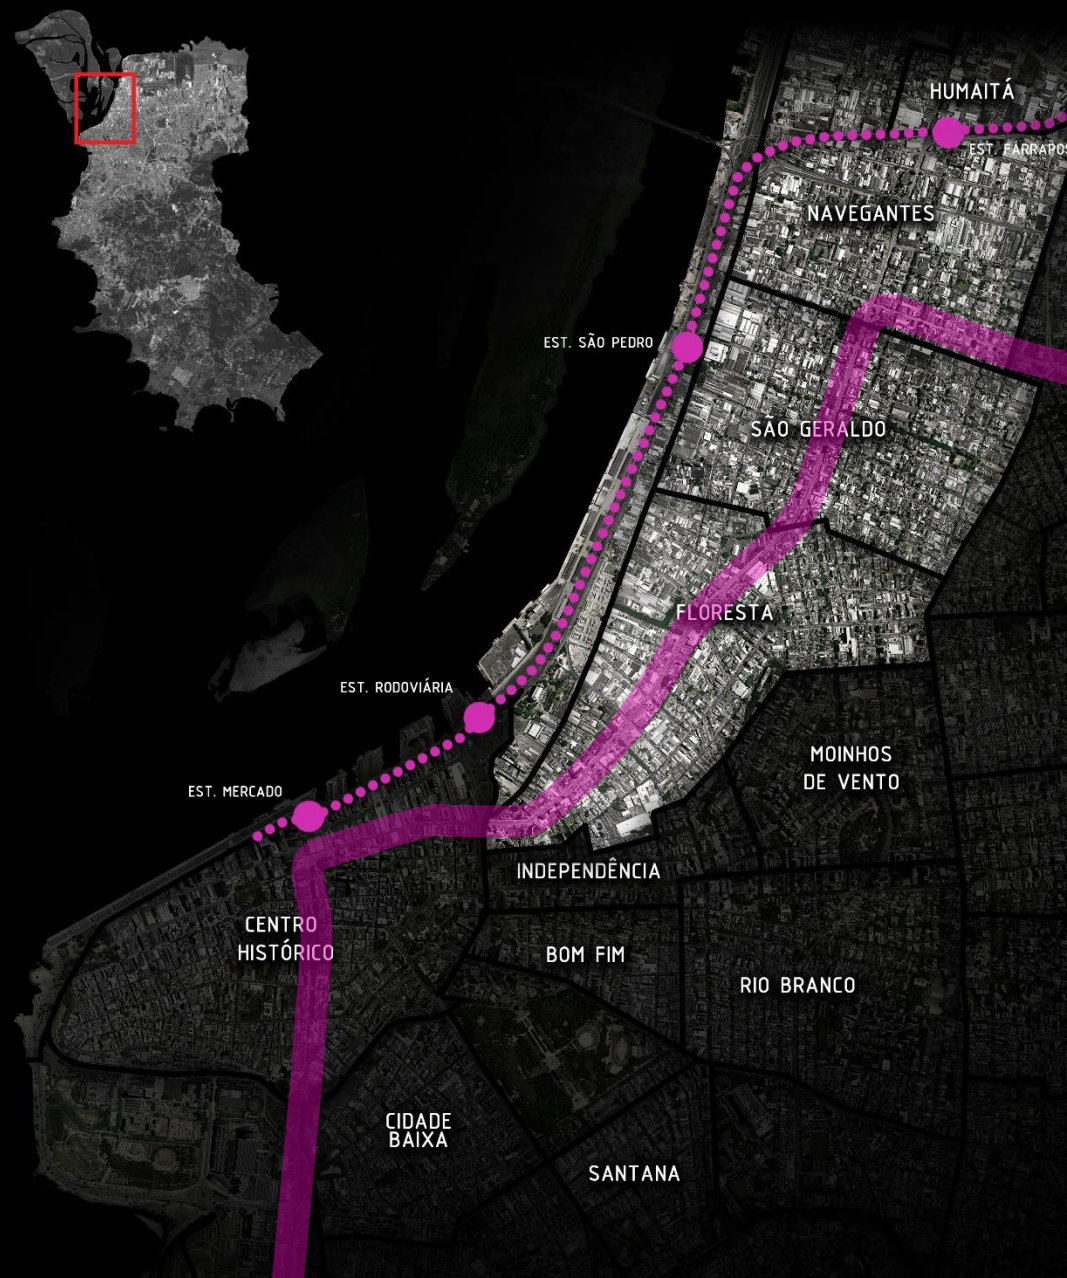 HUMAITÁ
EST. FARRAPOS
NAVEGANTES
EST. SÃO PEDRO
SÃO GERALDO
FLORESTA
EST. RODOVIÁRIA
MOINHOS
DE VENTO
EST. MERCADO
INDEPENDÊNCIA
CENTRO
HISTÓRICO
BOM FIM
RIO BRANCO
CIDADE
BAIXA
SANTANA